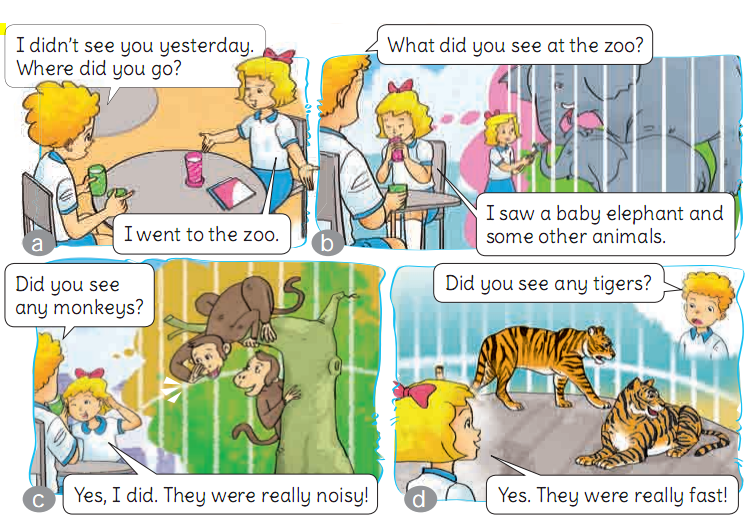 I didn't see you yesterday.
Where did you go?
I went to the zoo.
a
What did you see at the zoo?
I saw a baby elephant and
some other animals.
b
Did you see
any monkeys?
Yes, I did. They were really noisy!
c
Did you see any tigers?
Yes. They were really fast!
d